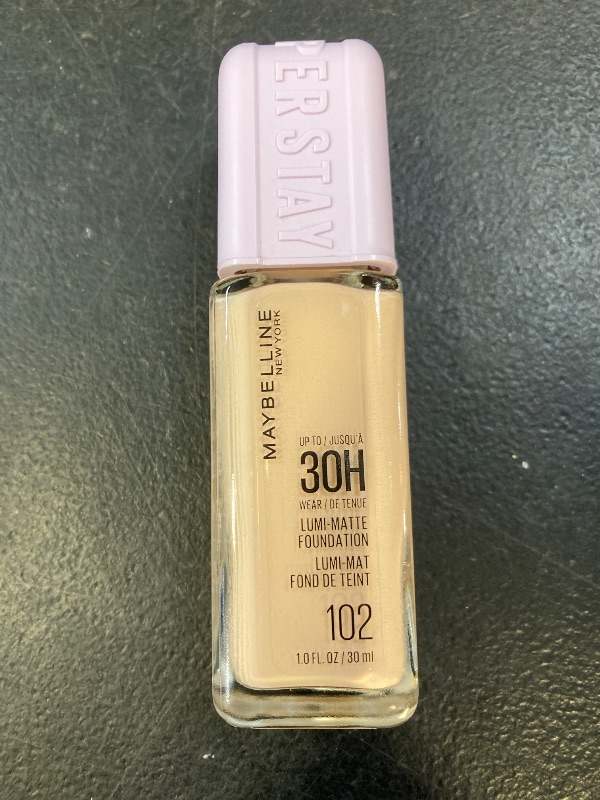 PER STAY
MAYBELLINE
NEW YORK
UP TO / JUSQU'À
30H
WEAR / DE TENUE
LUMI-MATTE
FOUNDATION
LUMI-MAT
FOND DE TEINT
102
1.0 FL. OZ / 30 ml